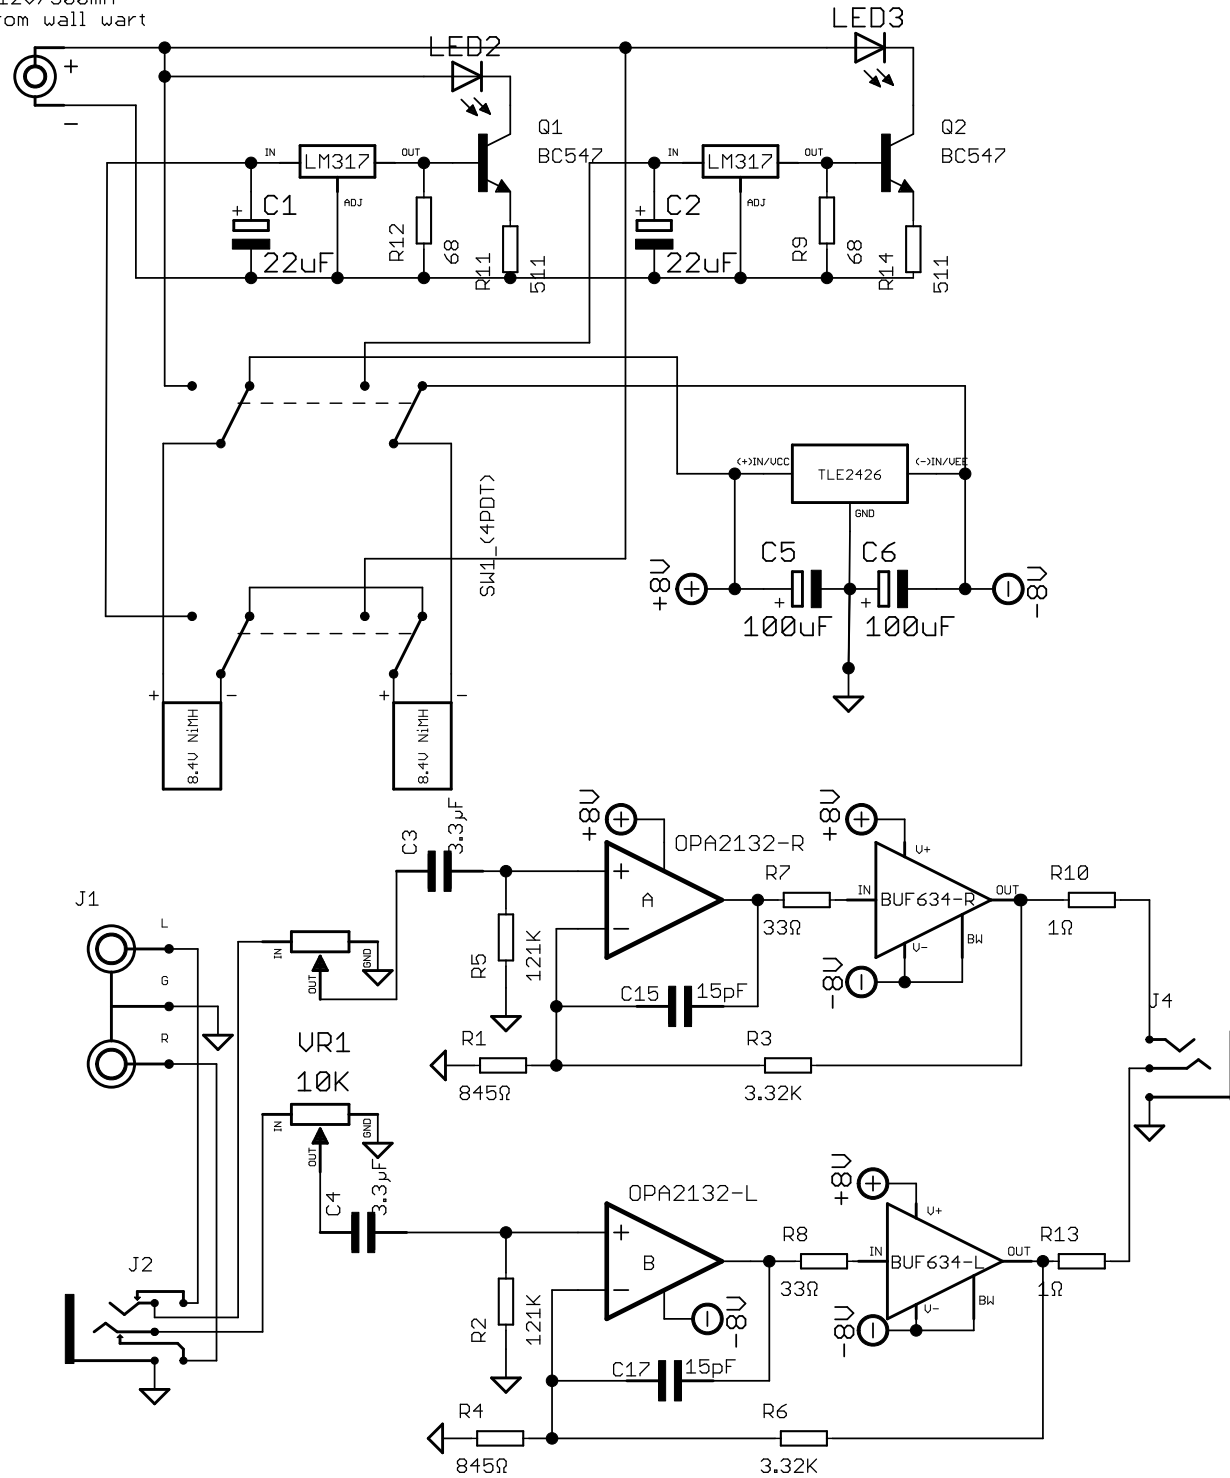 from wall wart
LED2
LED3
+
−
Q1
BC547
Q2
BC547
IN
LM317
OUT
ADJ
IN
LM317
OUT
ADJ
+
C1
22uF
R12
68
R11
511
+
C2
22uF
R9
68
R14
511
SW1_(4PDT)
(+)IN/VCC
TLE2426
(-)IN/VEE
GND
C5
C6
+8V
+
+
+
−
-8V
100uF
100uF
+
−
+
−
8.4V NiMH
8.4V NiMH
C3
3.3µF
+8V
+
OPA2132-R
+8V
+
V+
R7
R10
J1
+
A
−
IN
BUF634-R
OUT
33Ω
1Ω
L
IN
GND
OUT
R5
121K
V-
BW
G
C15
15pF
-8V
−
J4
R
VR1
R1
R3
10K
845Ω
3.32K
IN
GND
OUT
C4
3.3µF
OPA2132-L
+8V
+
V+
+
B
−
R8
R13
IN
BUF634-L
OUT
33Ω
1Ω
J2
R2
121K
−
-8V
V-
BW
-8V
−
C17
15pF
R4
R6
845Ω
3.32K